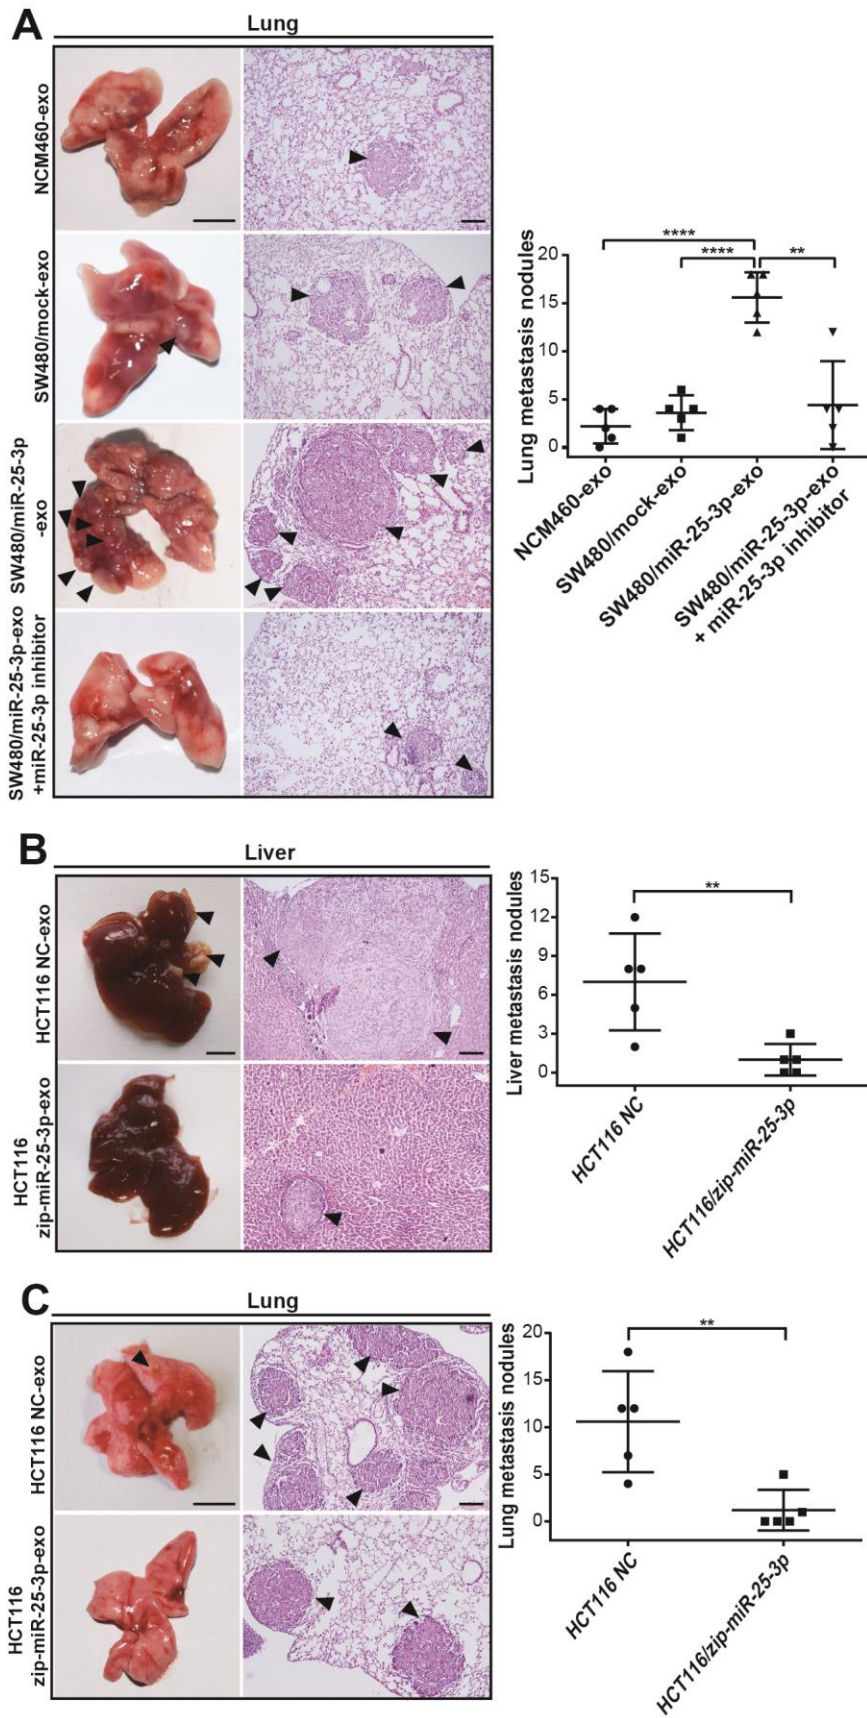 A
Lung
NCM460-exo
SW480/mock-exo
SW480/miR-25-3p
-exo
SW480/miR-25-3p-exo
+miR-25-3p inhibitor
Lung metastasis nodules
20
15
10
5
0
****
****
**
NCM460-exo
SW480/mock-exo
SW480/miR-25-3p-exo
SW480/miR-25-3p-exo
+ miR-25-3p inhibitor
B
Liver
HCT116 NC-exo
HCT116
zip-miR-25-3p-exo
Liver metastasis nodules
15
12
9
6
3
0
**
HCT116 NC
HCT116/zip-miR-25-3p
C
Lung
HCT116 NC-exo
HCT116
zip-miR-25-3p-exo
Lung metastasis nodules
20
15
10
5
0
**
HCT116 NC
HCT116/zip-miR-25-3p